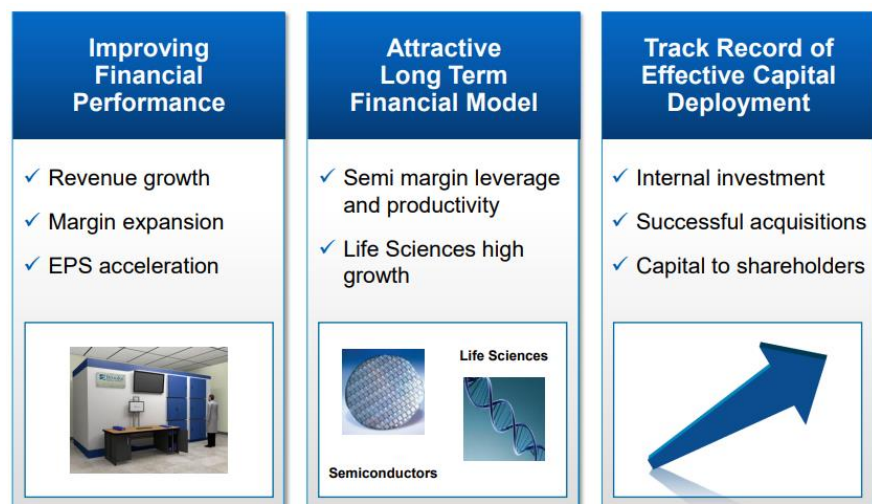 Improving
Financial
Performance
✓ Revenue growth
✓ Margin expansion
✓ EPS acceleration
Attractive
Long Term
Financial Model
✓ Semi margin leverage
and productivity
✓ Life Sciences high
growth
Life Sciences
Semiconductors
Track Record of
Effective Capital
Deployment
✓ Internal investment
✓ Successful acquisitions
✓ Capital to shareholders